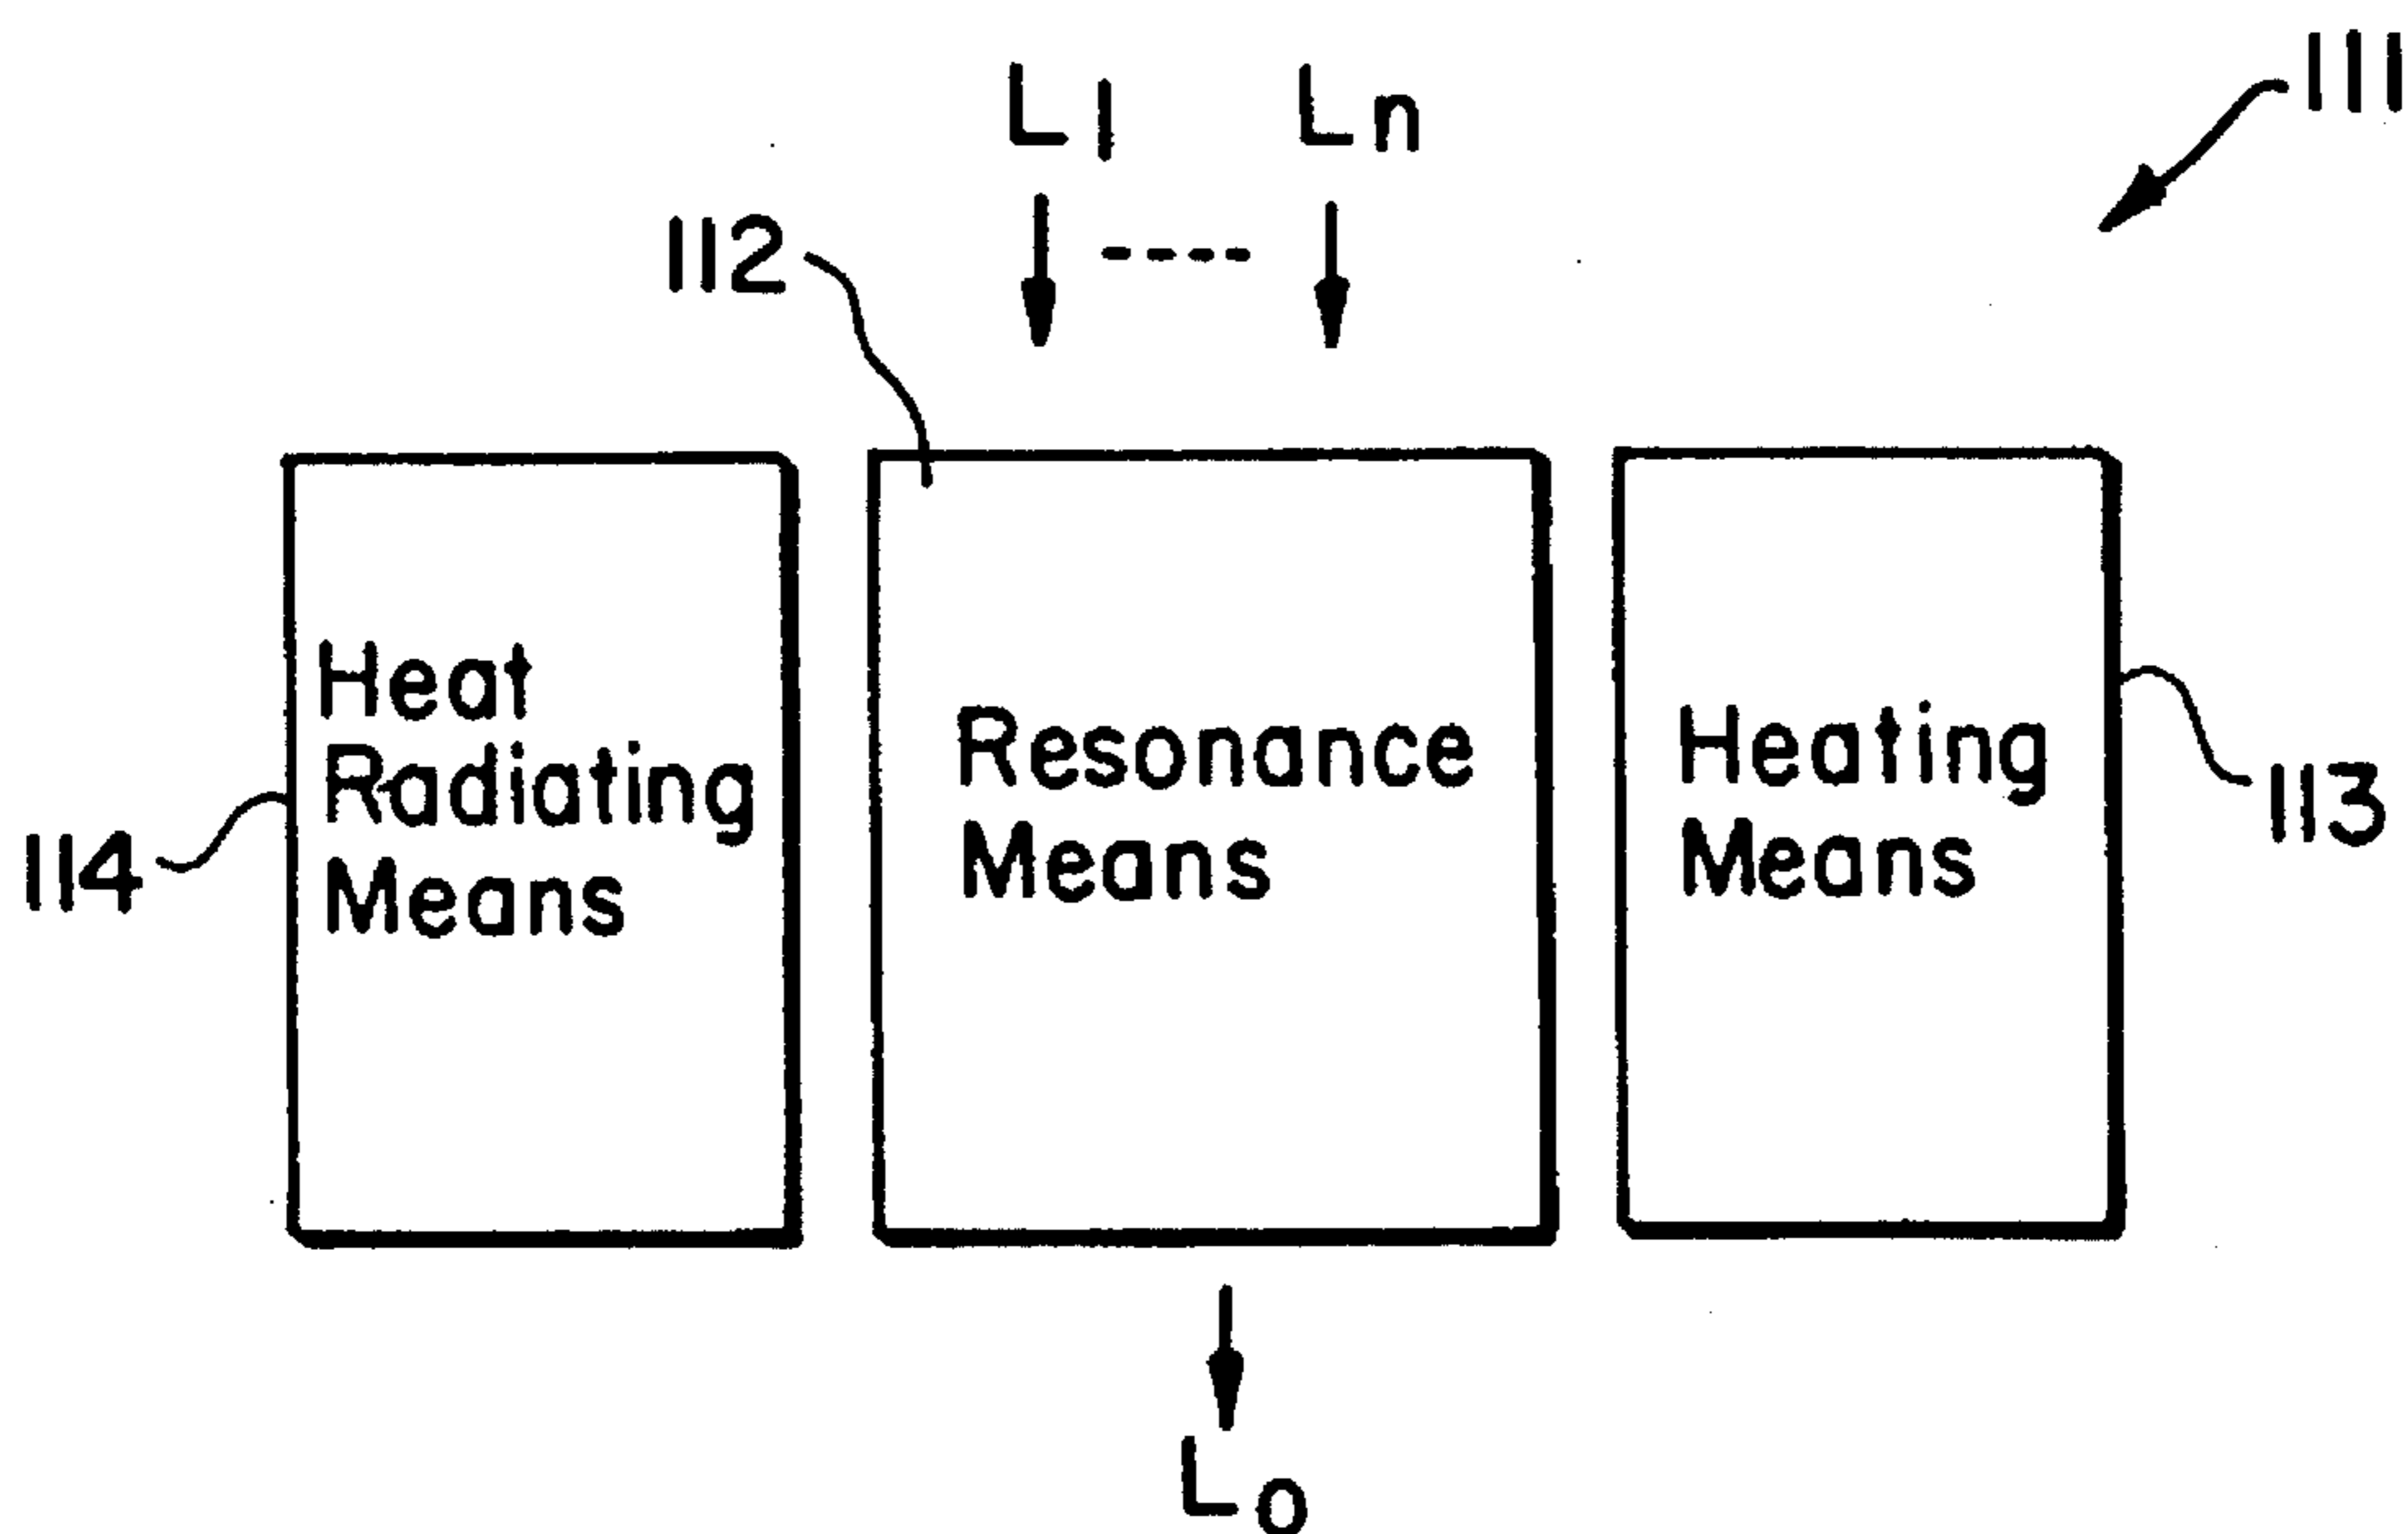 111
L1 Ln
112
Heat
Radiating
Means
Resonance
Means
Heating
Means
114
113
Lo